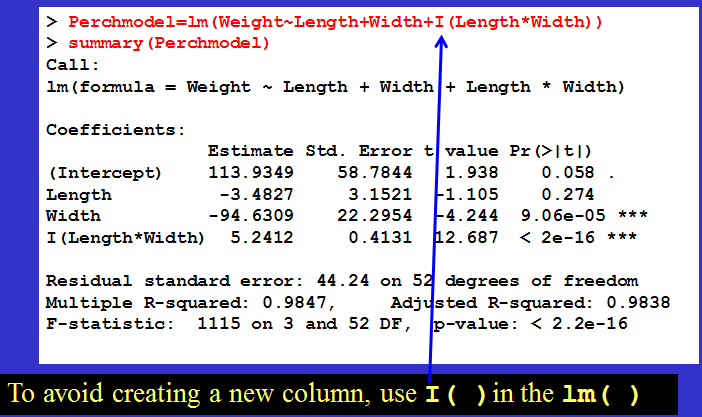 > Perchmodel=lm(Weight~Length+Width+I(Length*Width))
> summary(Perchmodel)
Call:
lm(formula = Weight ~ Length + Width + Length * Width)
Coefficients:
Estimate Std. Error t value Pr(>|t|)
(Intercept) 113.9349 58.7844 1.938 0.058 .
Length -3.4827 3.1521 -1.105 0.274
Width -94.6309 22.2954 -4.244 9.06e-05 ***
I(Length*Width) 5.2412 0.4131 12.687 < 2e-16 ***
Residual standard error: 44.24 on 52 degrees of freedom
Multiple R-squared: 0.9847, Adjusted R-squared: 0.9838
F-statistic: 1115 on 3 and 52 DF, p-value: < 2.2e-16
To avoid creating a new column, use I( ) in the lm( )